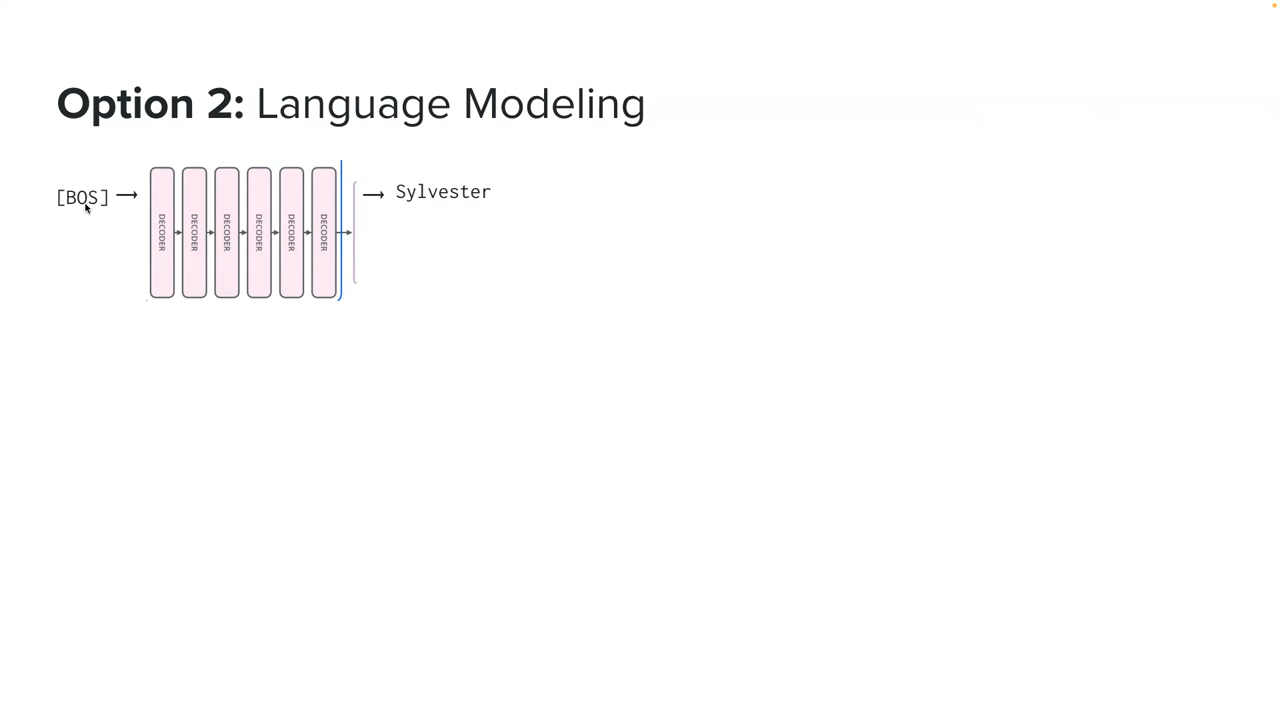 Option 2: Language Modeling
[BOS] → DECODER DECODER DECODER DECODER DECODER DECODER → Sylvester